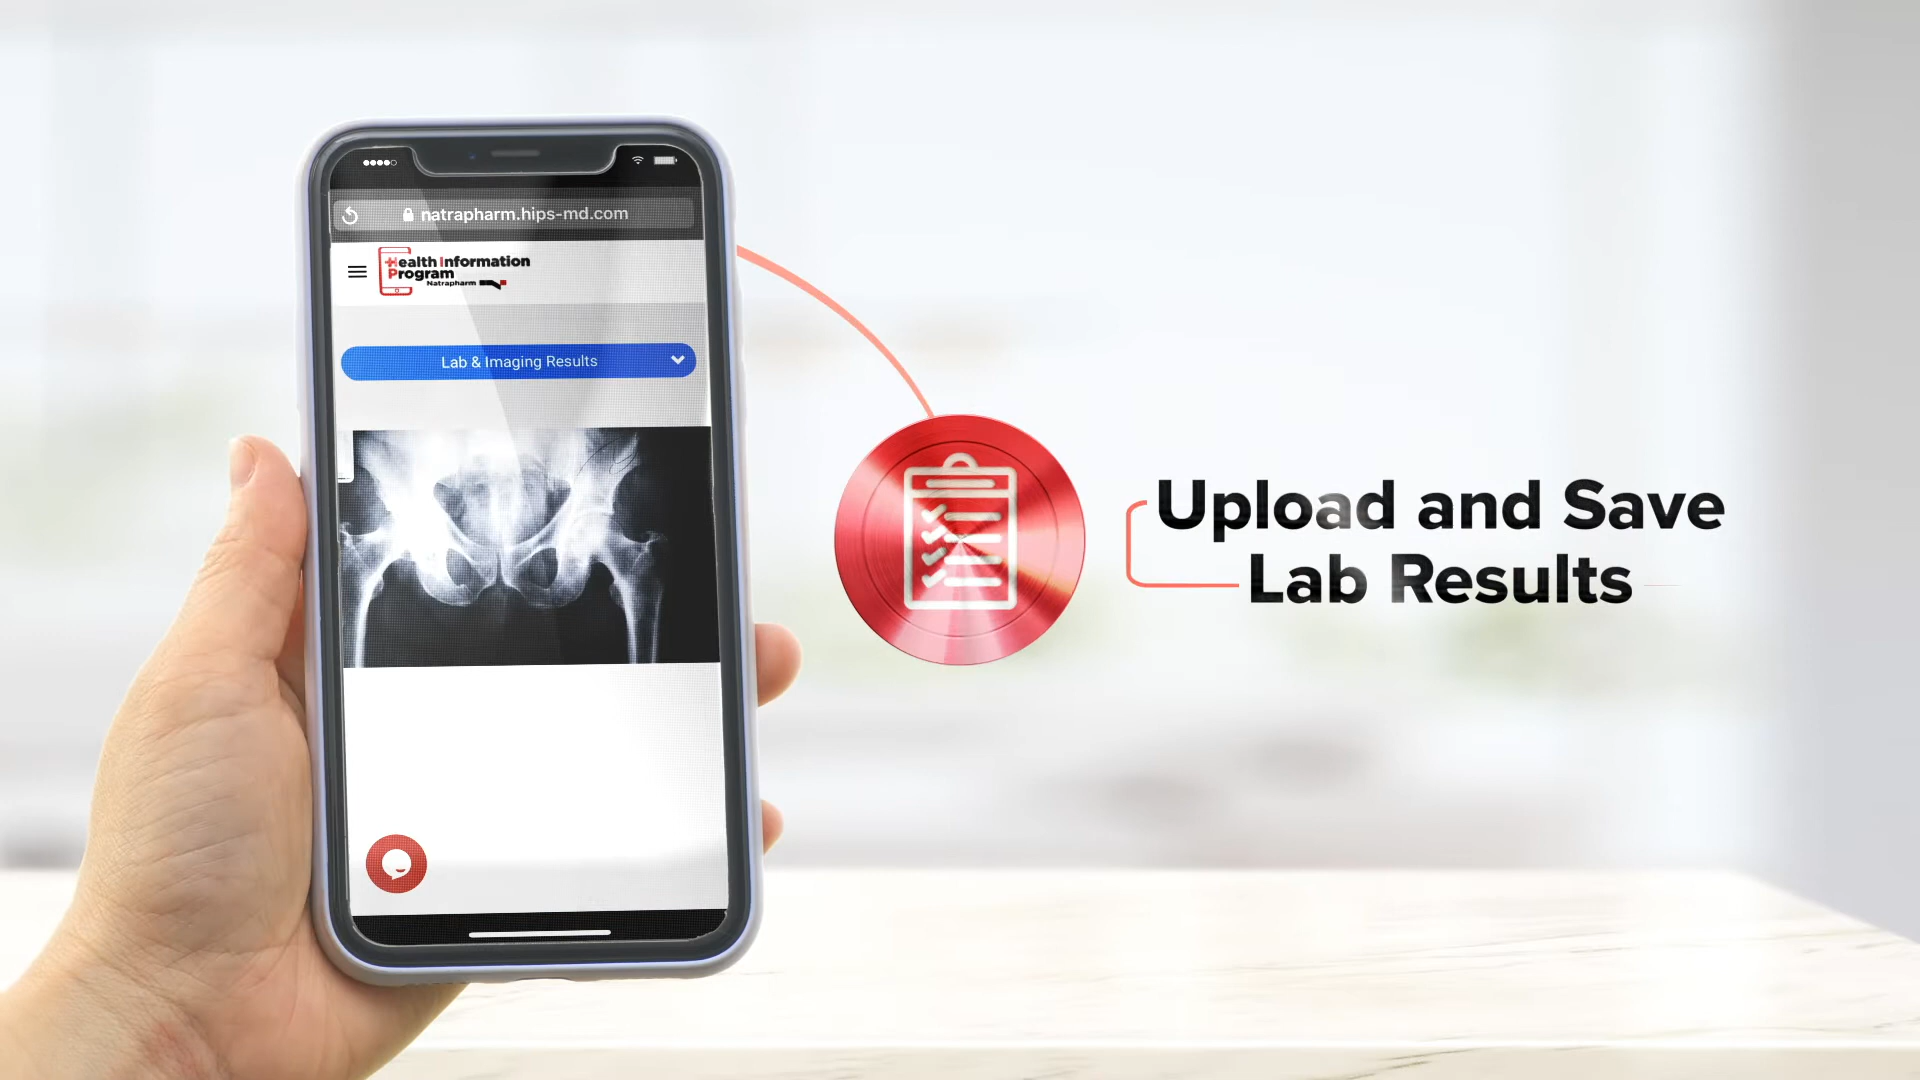 natrapharm.hips-md.com
Health Information
Program
Natrapharm
Lab & Imaging Results
Upload and Save
Lab Results